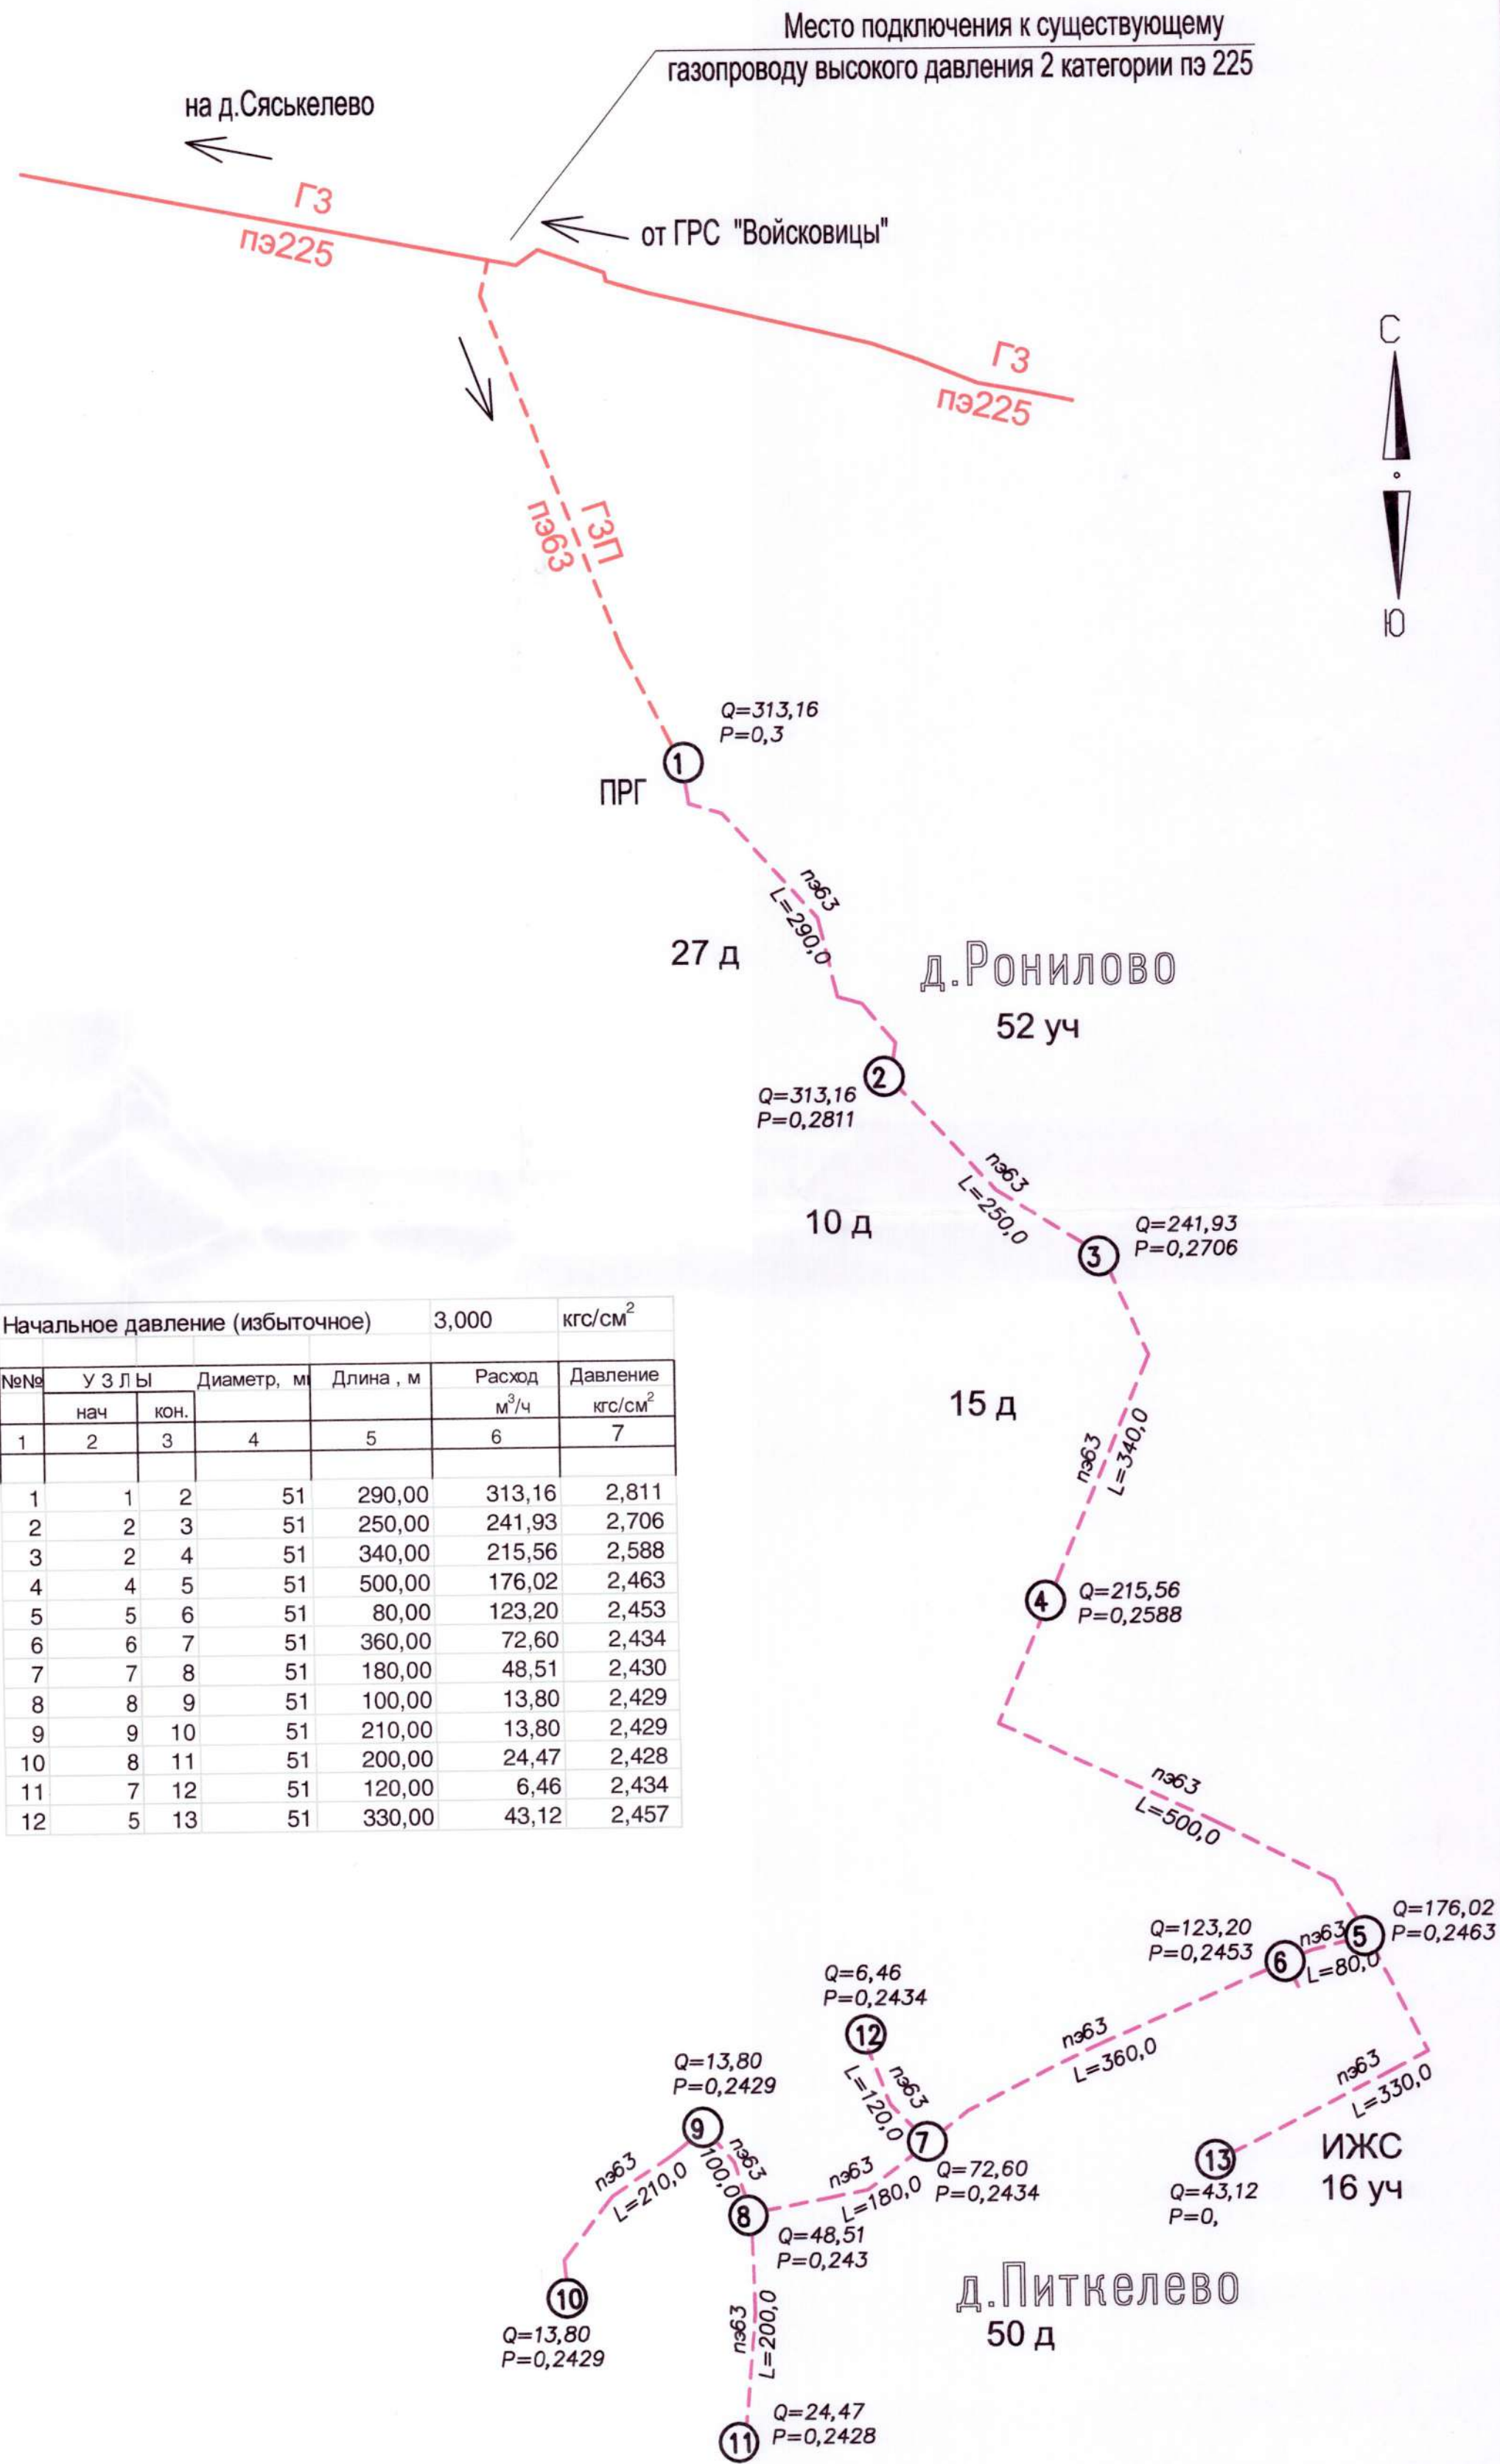 Место подключения к существующему
газопроводу высокого давления 2 категории пэ 225
на д.Сяськелево
Г3
пэ225
от ГРС "Войсковицы"
Г3
пэ225
С
Ю
Г3П
пэ63
Q=313,16
P=0,3
1
ПРГ
пэ63
L=290,0
27 д
д.Ронилово
52 уч
2
Q=313,16
P=0,2811
пэ63
L=250,0
10 д
Q=241,93
P=0,2706
3
15 д
пэ63
L=340,0
Начальное давление (избыточное) 3,000 кгс/см²
№№ У З Л Ы Диаметр, м Длина , м Расход Давление
нач кон. м³/ч кгс/см²
1 2 3 4 5 6 7
1 1 2 51 290,00 313,16 2,811
2 2 3 51 250,00 241,93 2,706
3 2 4 51 340,00 215,56 2,588
4 4 5 51 500,00 176,02 2,463
5 5 6 51 80,00 123,20 2,453
6 6 7 51 360,00 72,60 2,434
7 7 8 51 180,00 48,51 2,430
8 8 9 51 100,00 13,80 2,429
9 9 10 51 210,00 13,80 2,429
10 8 11 51 200,00 24,47 2,428
11 7 12 51 120,00 6,46 2,434
12 5 13 51 330,00 43,12 2,457
4
Q=215,56
P=0,2588
пэ63
L=500,0
Q=176,02
P=0,2463
5
Q=123,20
P=0,2453
6
пэ63
L=80,0
Q=6,46
P=0,2434
12
пэ63
L=120,0
пэ63
L=360,0
пэ63
L=330,0
Q=13,80
P=0,2429
9
пэ63
100,0
7
Q=72,60
P=0,2434
13
Q=43,12
P=0,
ИЖС
16 уч
пэ63
L=210,0
пэ63
L=180,0
8
Q=48,51
P=0,243
10
Q=13,80
P=0,2429
пэ63
L=200,0
д.Питкелево
50 д
Q=24,47
P=0,2428
11